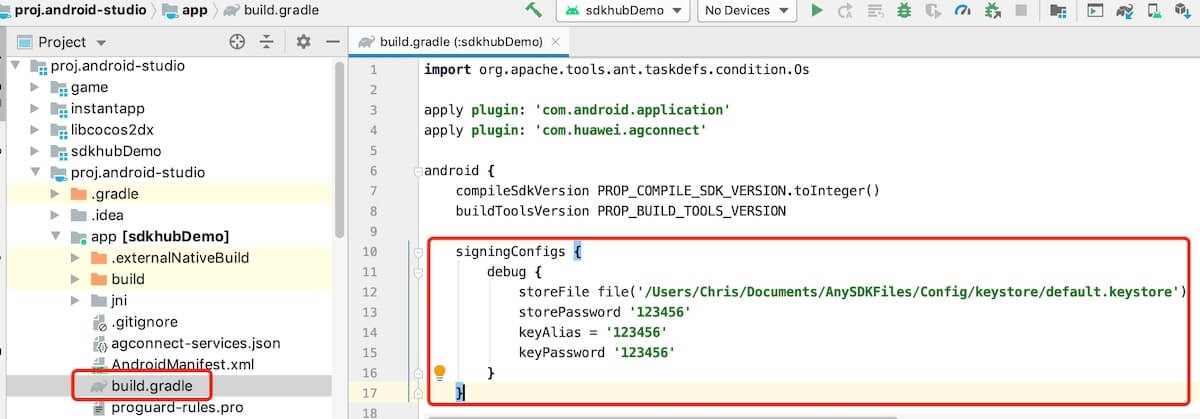 proj.android-studio app build.gradle sdkhubDemo No Devices
Project
build.gradle (:sdkhubDemo)
proj.android-studio
game
instantapp
libcocos2dx
sdkhubDemo
proj.android-studio
.gradle
.idea
app [sdkhubDemo]
.externalNativeBuild
build
jni
.gitignore
agconnect-services.json
AndroidManifest.xml
build.gradle
proguard-rules.pro
1 import org.apache.tools.ant.taskdefs.condition.Os
2
3 apply plugin: 'com.android.application'
4 apply plugin: 'com.huawei.agconnect'
5
6 android {
7 compileSdkVersion PROP_COMPILE_SDK_VERSION.toInteger()
8 buildToolsVersion PROP_BUILD_TOOLS_VERSION
9
10 signingConfigs {
11 debug {
12 storeFile file('/Users/Chris/Documents/AnySDKFiles/Config/keystore/default.keystore')
13 storePassword '123456'
14 keyAlias = '123456'
15 keyPassword '123456'
16 }
17 }
18